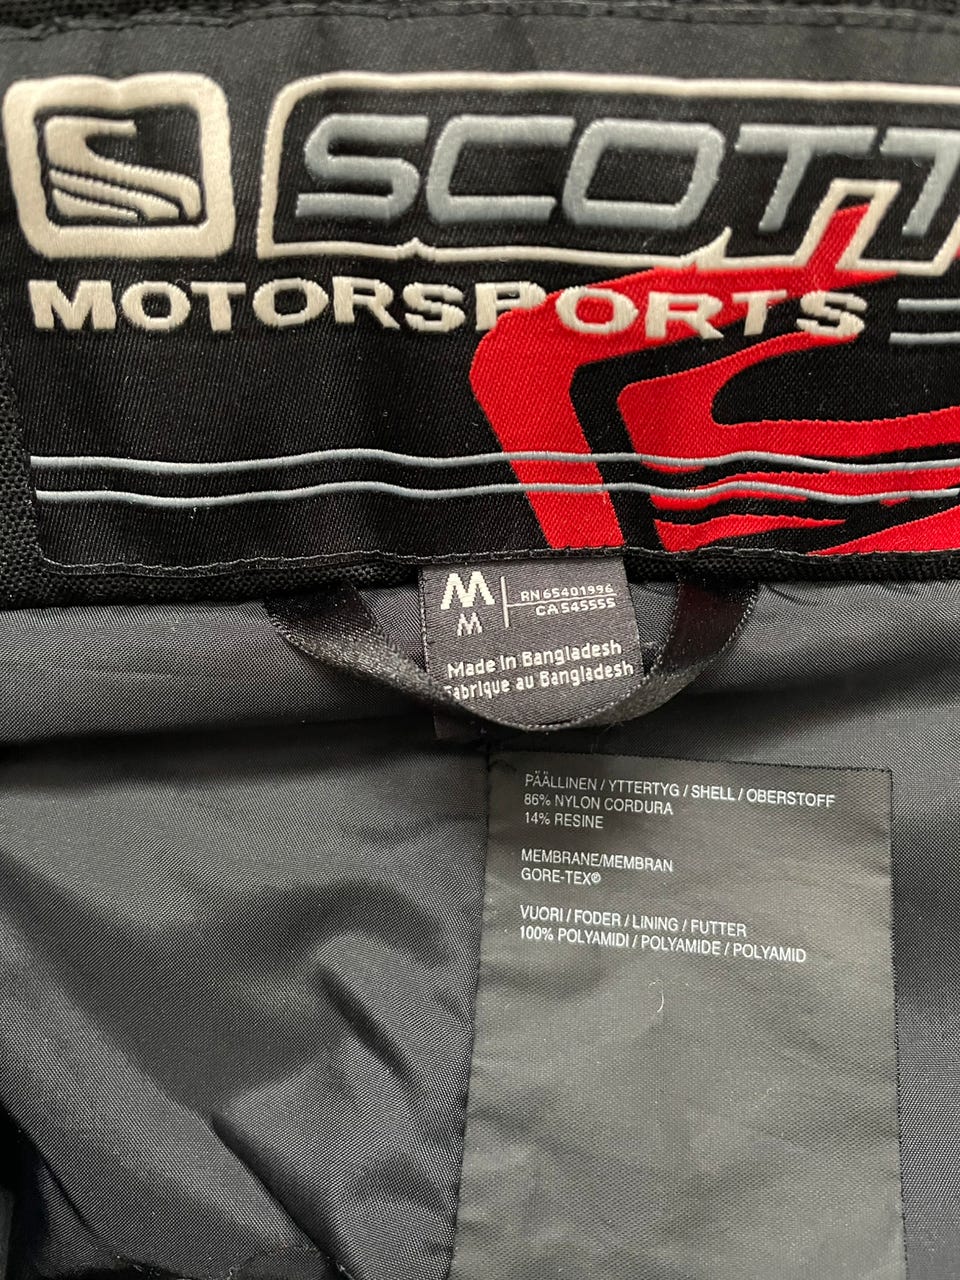 SCOTT
MOTORSPORTS
M
M
RN 65401996
CA 545555
Made in Bangladesh
Fabrique au Bangladesh
PÄÄLLINEN / YTTERTYG / SHELL / OBERSTOFF
86% NYLON CORDURA
14% RESINE
MEMBRANE/MEMBRAN
GORE-TEX®
VUORI / FODER / LINING / FUTTER
100% POLYAMIDI / POLYAMIDE / POLYAMID